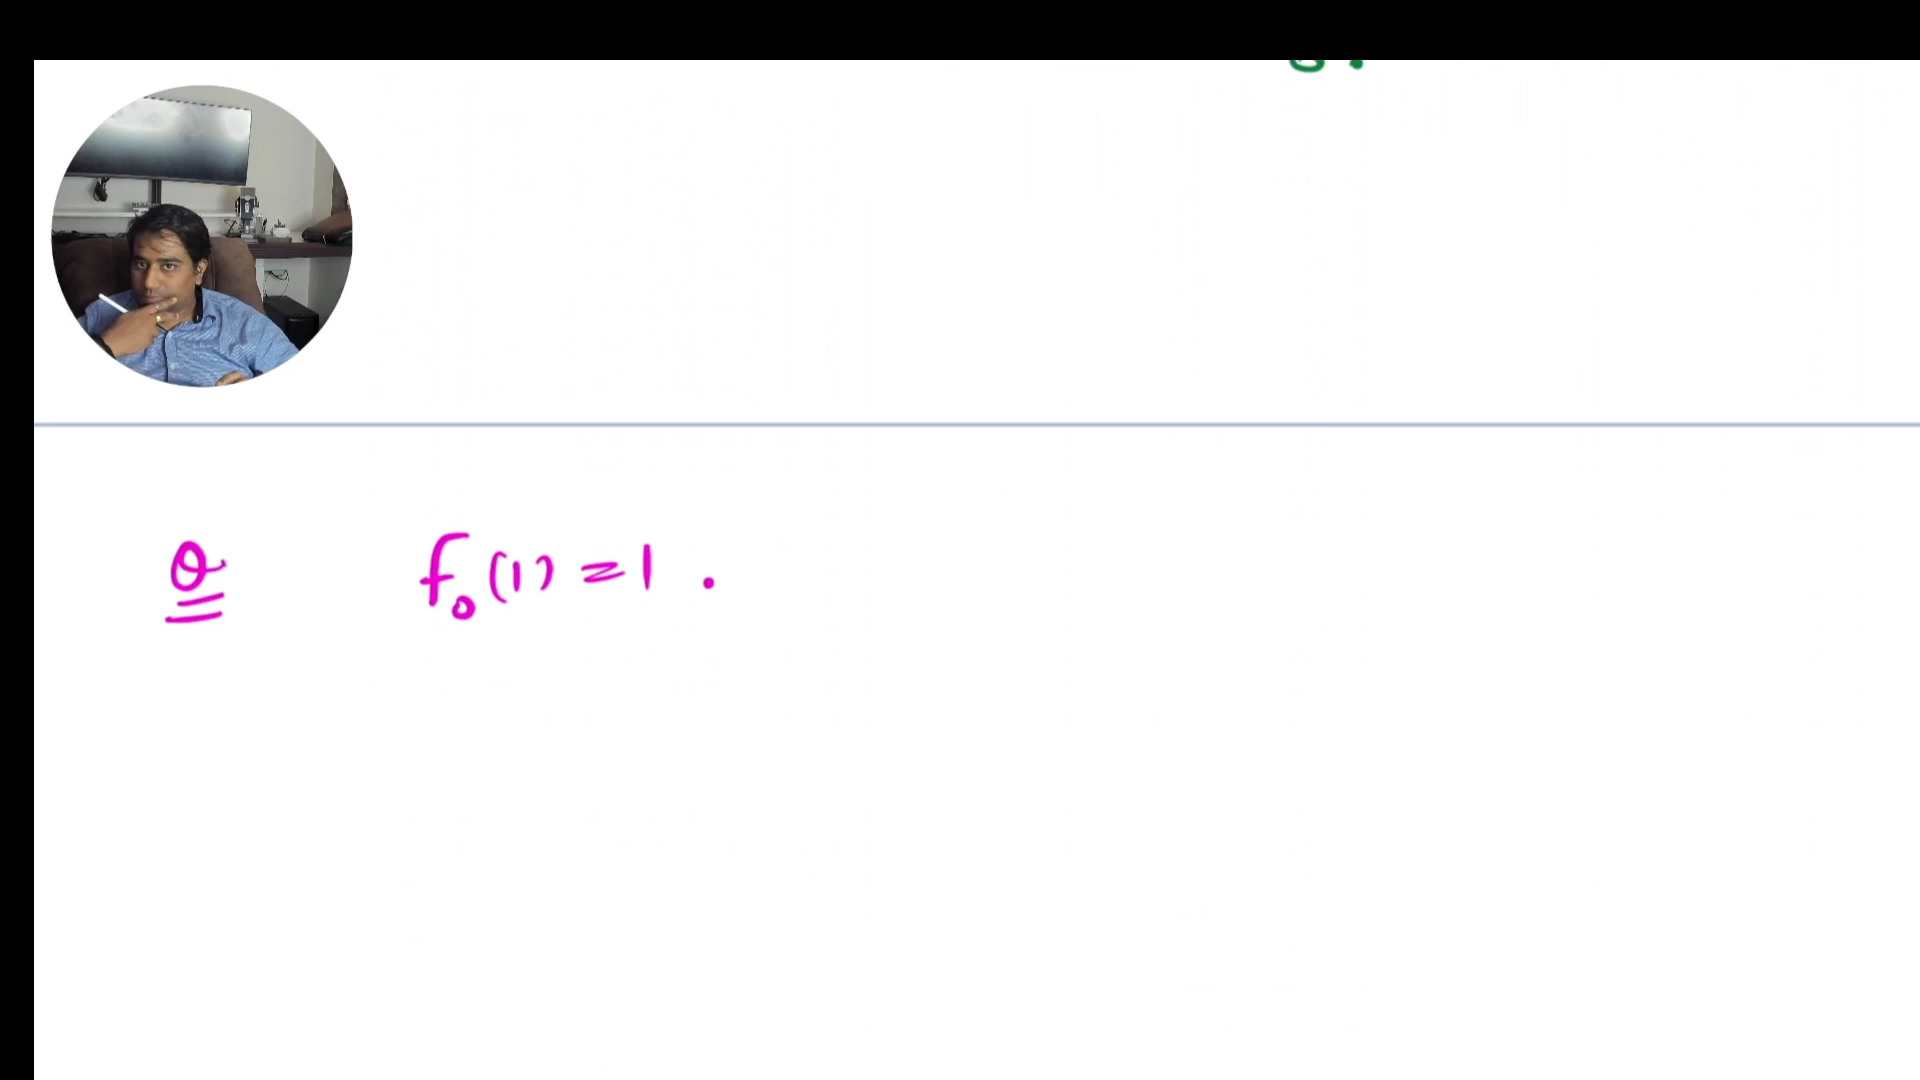 Q f₀(1) = 1 .